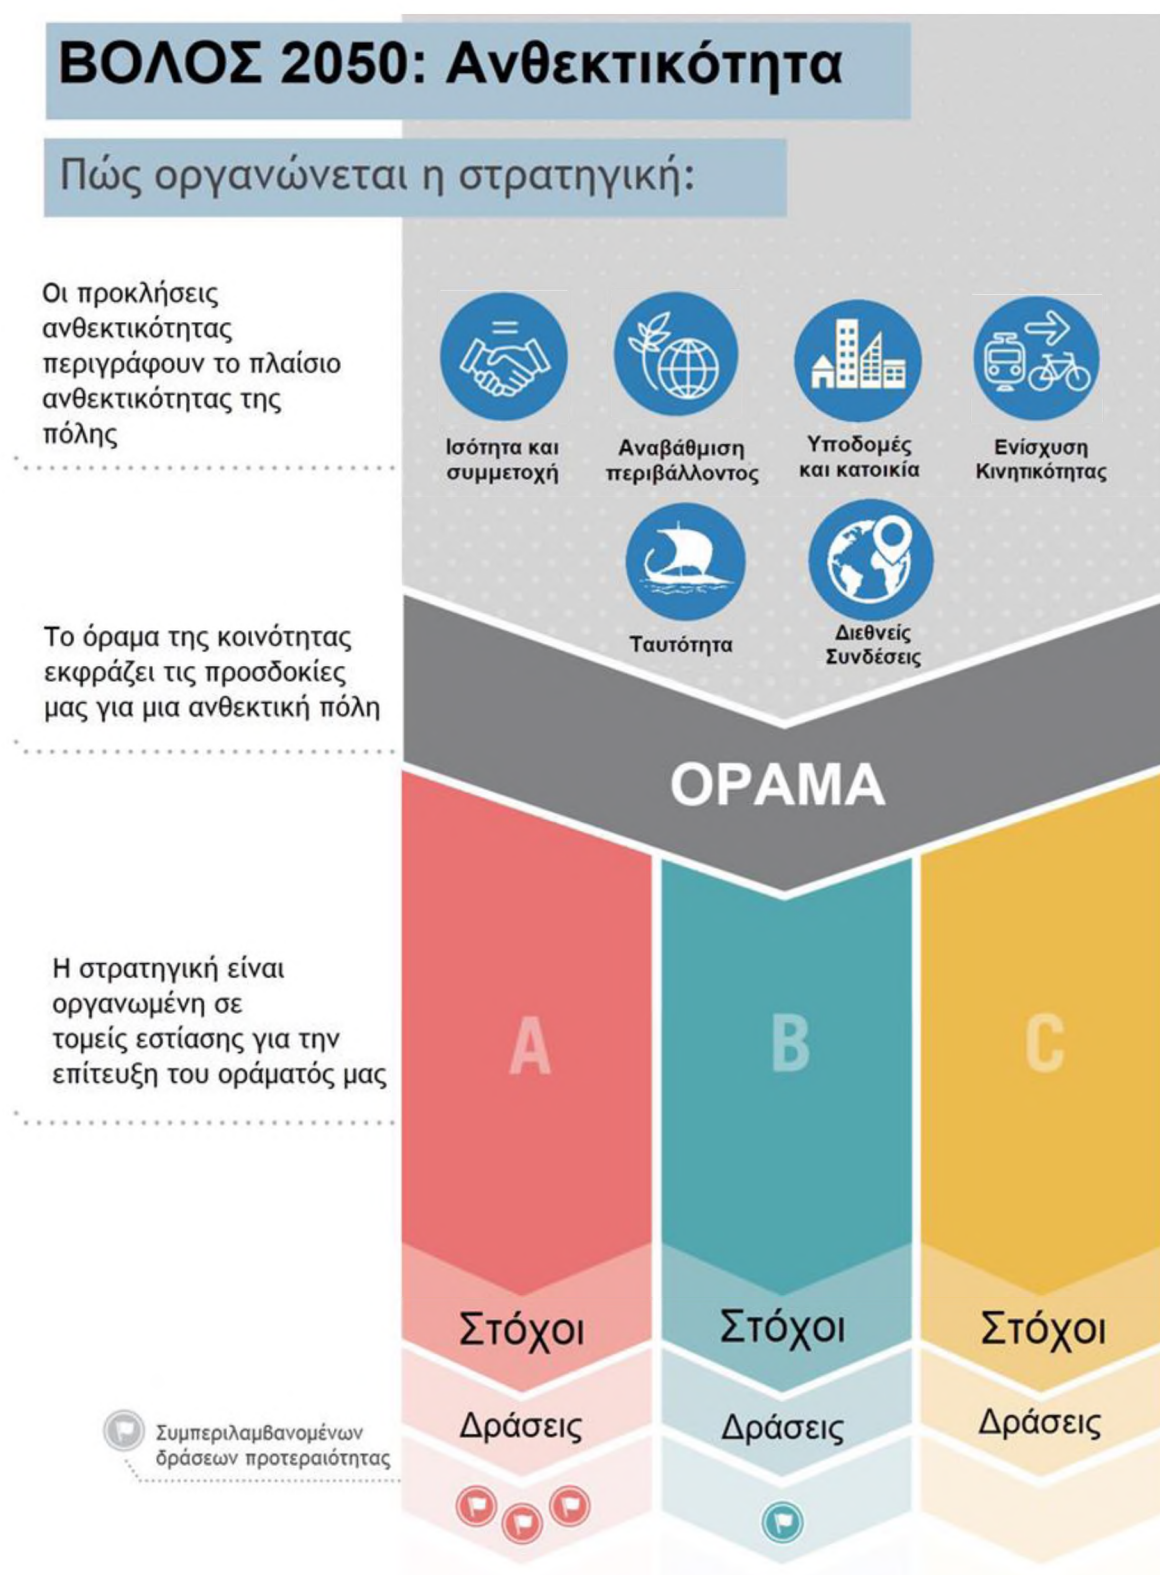 ΒΟΛΟΣ 2050: Ανθεκτικότητα
Πώς οργανώνεται η στρατηγική:
Οι προκλήσεις
ανθεκτικότητας
περιγράφουν το πλαίσιο
ανθεκτικότητας της
πόλης
Ισότητα και
συμμετοχή
Αναβάθμιση
περιβάλλοντος
Υποδομές
και κατοικία
Ενίσχυση
Κινητικότητας
Ταυτότητα
Διεθνείς
Συνδέσεις
Το όραμα της κοινότητας
εκφράζει τις προσδοκίες
μας για μια ανθεκτική πόλη
ΟΡΑΜΑ
Η στρατηγική είναι
οργανωμένη σε
τομείς εστίασης για την
επίτευξη του οράματός μας
A
B
C
Στόχοι
Στόχοι
Στόχοι
Δράσεις
Δράσεις
Δράσεις
Συμπεριλαμβανομένων
δράσεων προτεραιότητας